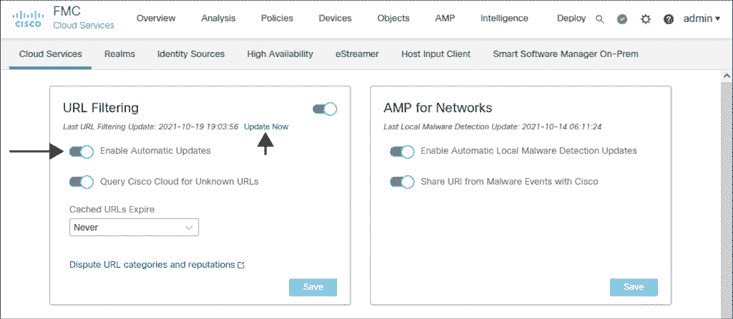 CISCO
FMC
Cloud Services
Overview Analysis Policies Devices Objects AMP Intelligence Deploy admin
Cloud Services Realms Identity Sources High Availability eStreamer Host Input Client Smart Software Manager On-Prem
URL Filtering
Last URL Filtering Update: 2021-10-19 19:03:56 Update Now
Enable Automatic Updates
Query Cisco Cloud for Unknown URLs
Cached URLs Expire
Never
Dispute URL categories and reputations
Save
AMP for Networks
Last Local Malware Detection Update: 2021-10-14 06:11:24
Enable Automatic Local Malware Detection Updates
Share URI from Malware Events with Cisco
Save